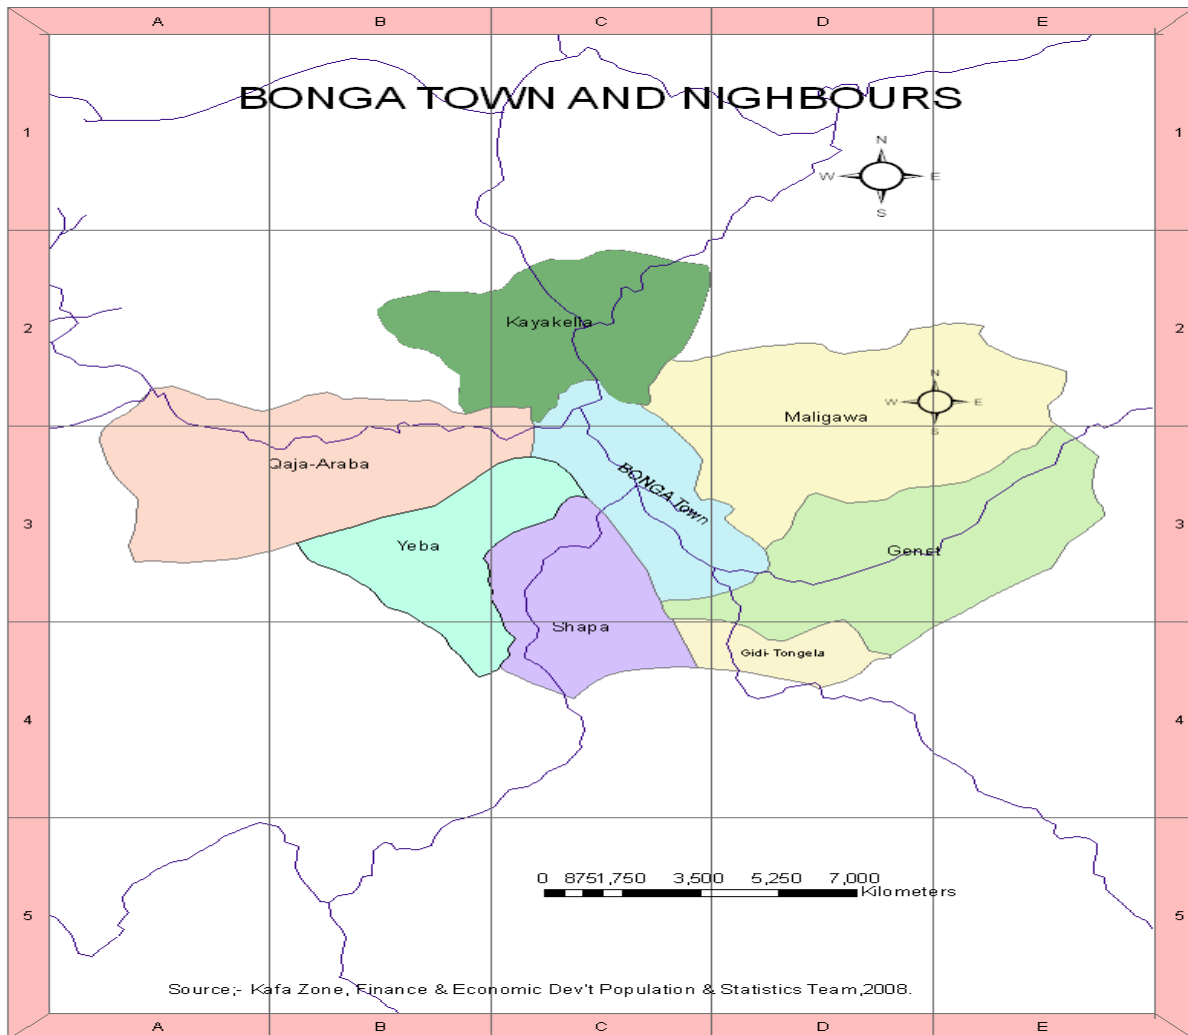 A B C D E
BONGA TOWN AND NIGHBOURS
1 1
N
W E
S
2 2
Kayakella
N
W E
S
Maligawa
Qaja-Araba
BONGA Town
3 3
Yeba
Genet
Shapa
Gidi-Tongela
4 4
0 8751,750 3,500 5,250 7,000
Kilometers
5 5
Source;- Kafa Zone, Finance & Economic Dev't Population & Statistics Team,2008.
A B C D E